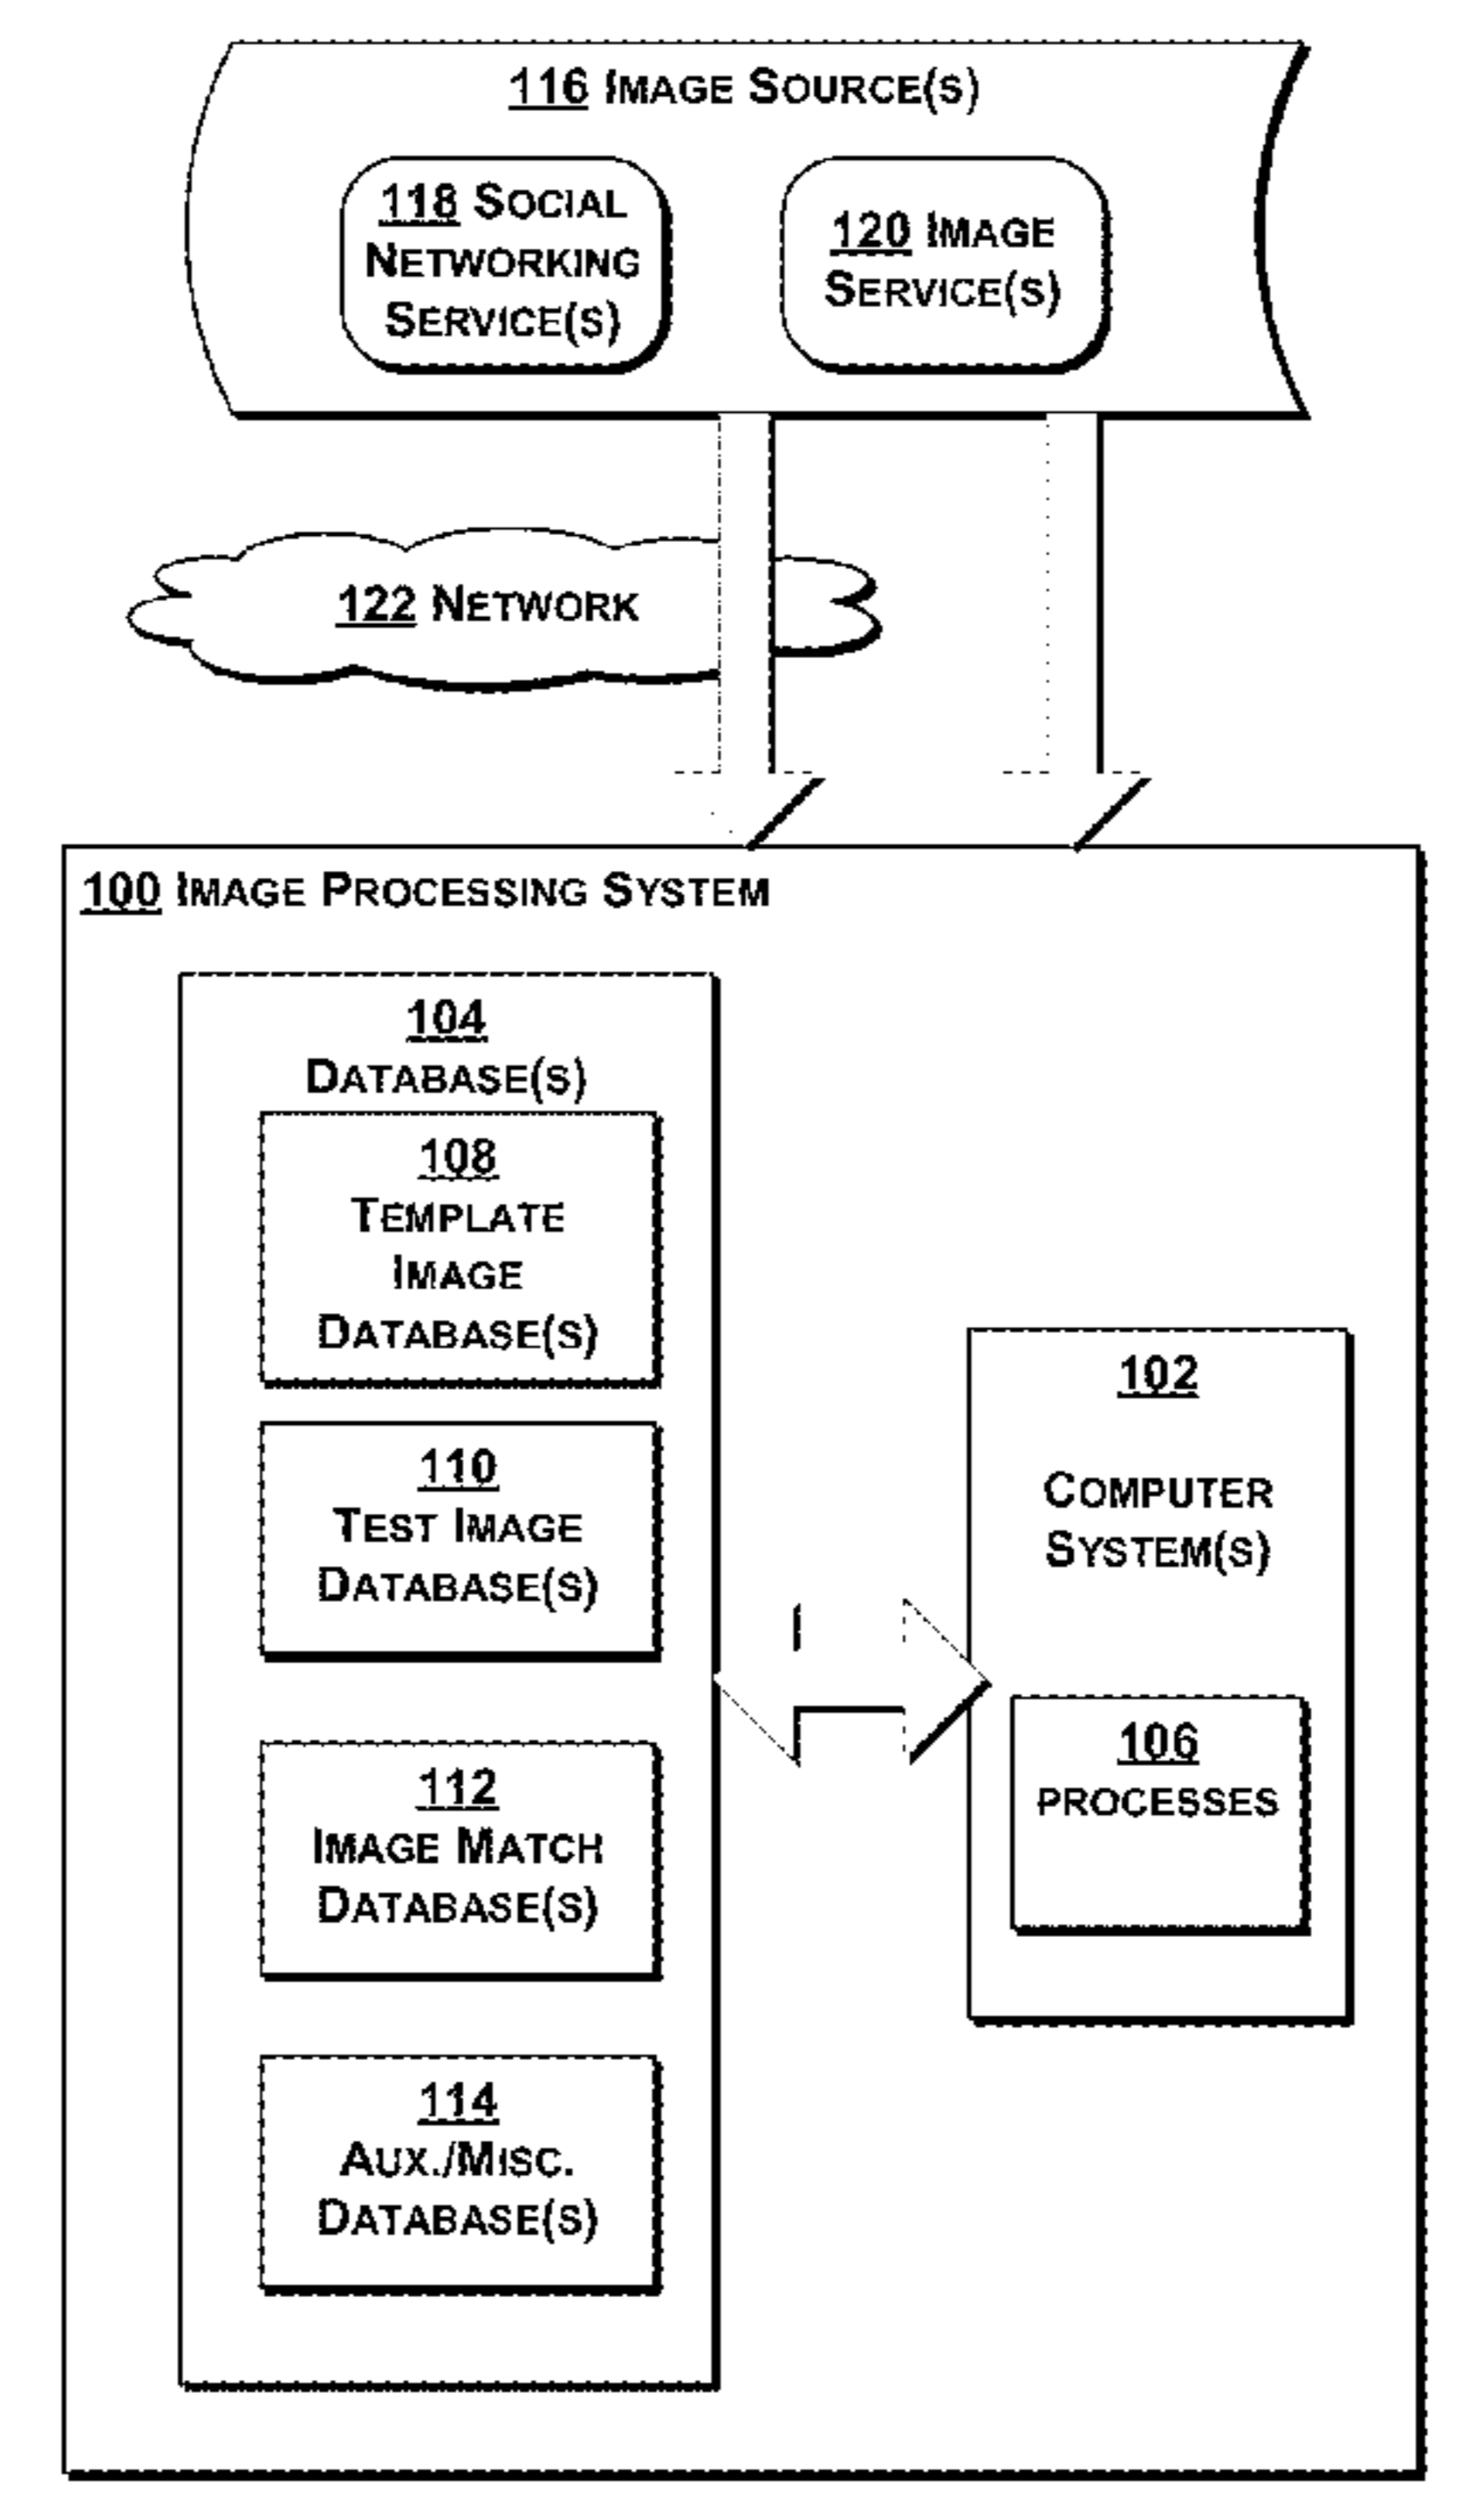 116 IMAGE SOURCE(S)
118 SOCIAL
NETWORKING
SERVICE(S)
120 IMAGE
SERVICE(S)
122 NETWORK
100 IMAGE PROCESSING SYSTEM
104
DATABASE(S)
108
TEMPLATE
IMAGE
DATABASE(S)
110
TEST IMAGE
DATABASE(S)
112
IMAGE MATCH
DATABASE(S)
114
AUX./MISC.
DATABASE(S)
102
COMPUTER
SYSTEM(S)
106
PROCESSES